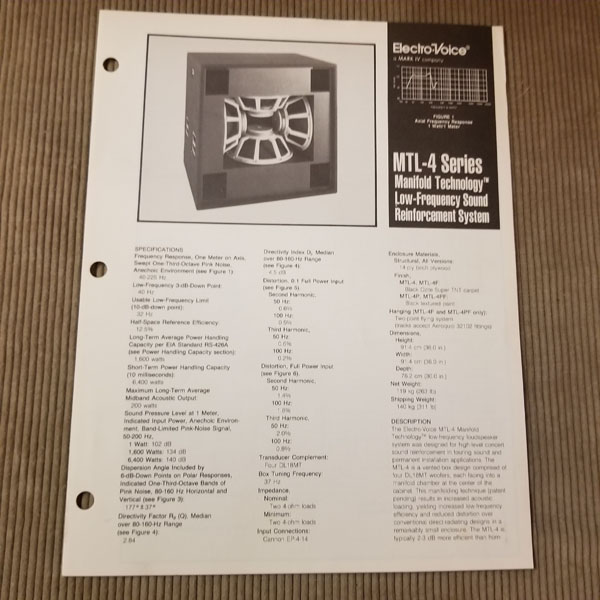 Electro-Voice®
a MARK IV company
FIGURE 1
Axial Frequency Response
1 Watt/1 Meter
MTL-4 Series
Manifold Technology™
Low-Frequency Sound
Reinforcement System
SPECIFICATIONS
Frequency Response, One Meter on Axis,
Swept One-Third-Octave Pink Noise,
Anechoic Environment (see Figure 1):
40-225 Hz
Low-Frequency 3-dB-Down Point:
40 Hz
Usable Low-Frequency Limit
(10-dB-down point):
32 Hz
Half-Space Reference Efficiency:
12.5%
Long-Term Average Power Handling
Capacity per EIA Standard RS-426A
(see Power Handling Capacity section):
1,600 watts
Short-Term Power Handling Capacity
(10 milliseconds):
6,400 watts
Maximum Long-Term Average
Midband Acoustic Output:
200 watts
Sound Pressure Level at 1 Meter,
Indicated Input Power, Anechoic Environ-
ment, Band-Limited Pink-Noise Signal,
50-200 Hz,
1 Watt: 102 dB
1,600 Watts: 134 dB
6,400 Watts: 140 dB
Dispersion Angle Included by
6-dB-Down Points on Polar Responses,
Indicated One-Third-Octave Bands of
Pink Noise, 80-160 Hz Horizontal and
Vertical (see Figure 3):
Directivity Factor Rθ (Q), Median
over 80-160-Hz Range
(see Figure 4):
2.84
Directivity Index Di, Median
over 80-160-Hz Range
(see Figure 4):
4.5 dB
Distortion, 0.1 Full Power Input
(see Figure 5),
Second Harmonic,
50 Hz:
0.6%
100 Hz:
0.5%
Third Harmonic,
50 Hz:
0.5%
100 Hz:
0.2%
Distortion, Full Power Input
(see Figure 6),
Second Harmonic,
50 Hz:
1.4%
100 Hz:
1.6%
Third Harmonic,
50 Hz:
2.0%
100 Hz:
0.8%
Transducer Complement:
Four DL18MT
Box Tuning Frequency:
37 Hz
Impedance,
Nominal:
Two 4 ohm loads
Minimum:
Two 4-ohm loads
Input Connections:
Cannon EP-4-14
Enclosure Materials,
Structural, All Versions:
14 ply birch plywood
Finish,
MTL-4, MTL-4F:
Black Ozite Super TNT carpet
MTL-4P, MTL-4PF:
Black textured paint
Hanging (MTL-4F and MTL-4PF only):
Two-point flying system
(tracks accept Aeroquip 32102 fittings)
Dimensions,
Height:
91.4 cm (36.0 in.)
Width:
91.4 cm (36.0 in.)
Depth:
76.2 cm (30.0 in.)
Net Weight:
119 kg (263 lb)
Shipping Weight:
140 kg (311 lb)
DESCRIPTION
The Electro-Voice MTL-4 Manifold
Technology™ low-frequency loudspeaker
system was designed for high-level concert
sound reinforcement in touring sound and
permanent installation applications. The
MTL-4 is a vented box design comprised of
four DL18MT woofers, each facing into a
manifold chamber at the center of the
cabinet. This manifolding technique (patent
pending) results in increased acoustic
loading, yielding increased low-frequency
efficiency and reduced distortion over
conventional direct-radiating designs in a
remarkably small enclosure. The MTL-4 is
typically 2-3 dB more efficient than horn